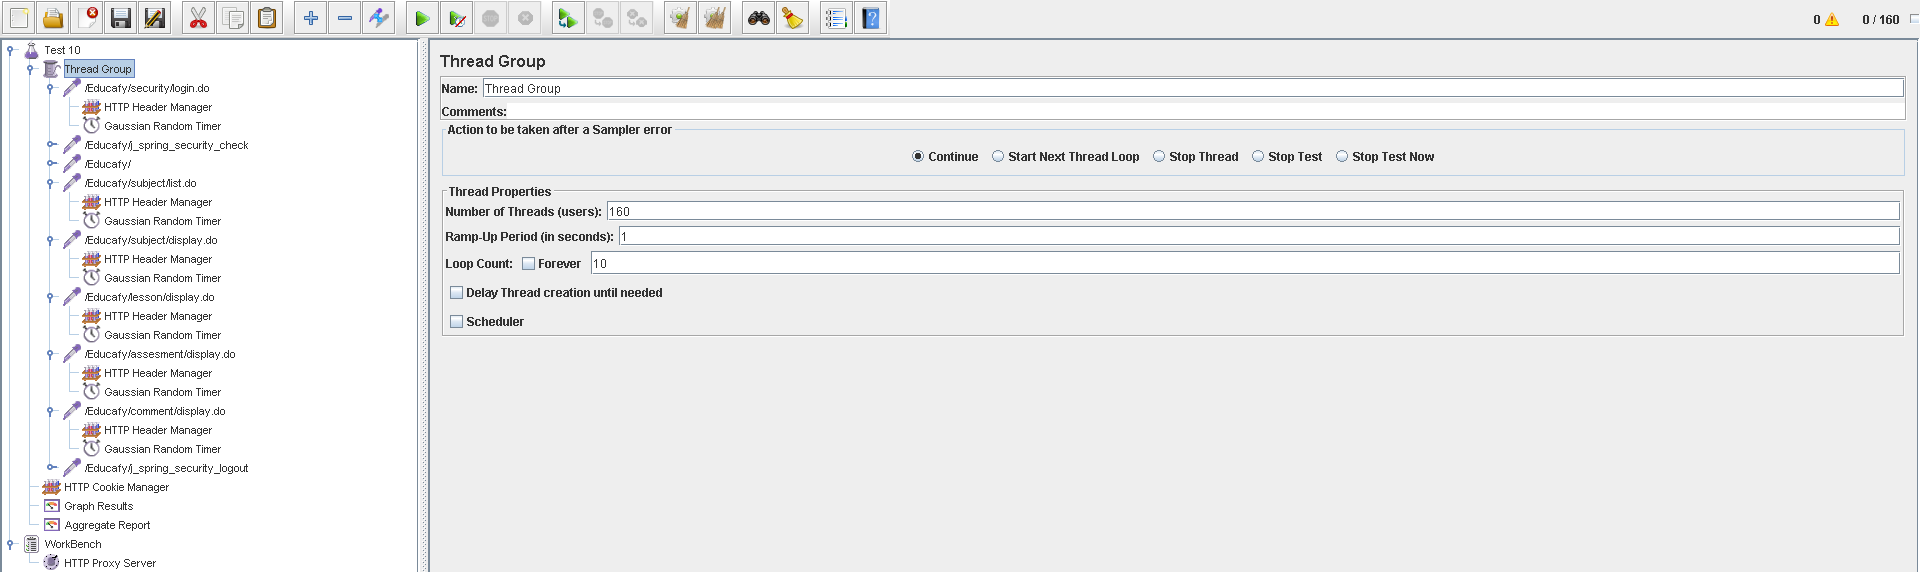 0 0 / 160
Test 10
Thread Group
/Educafy/security/login.do
HTTP Header Manager
Gaussian Random Timer
/Educafy/j_spring_security_check
/Educafy/
/Educafy/subject/list.do
HTTP Header Manager
Gaussian Random Timer
/Educafy/subject/display.do
HTTP Header Manager
Gaussian Random Timer
/Educafy/lesson/display.do
HTTP Header Manager
Gaussian Random Timer
/Educafy/assesment/display.do
HTTP Header Manager
Gaussian Random Timer
/Educafy/comment/display.do
HTTP Header Manager
Gaussian Random Timer
/Educafy/j_spring_security_logout
HTTP Cookie Manager
Graph Results
Aggregate Report
WorkBench
HTTP Proxy Server
Thread Group
Name: Thread Group
Comments:
Action to be taken after a Sampler error
Continue Start Next Thread Loop Stop Thread Stop Test Stop Test Now
Thread Properties
Number of Threads (users): 160
Ramp-Up Period (in seconds): 1
Loop Count: Forever 10
Delay Thread creation until needed
Scheduler